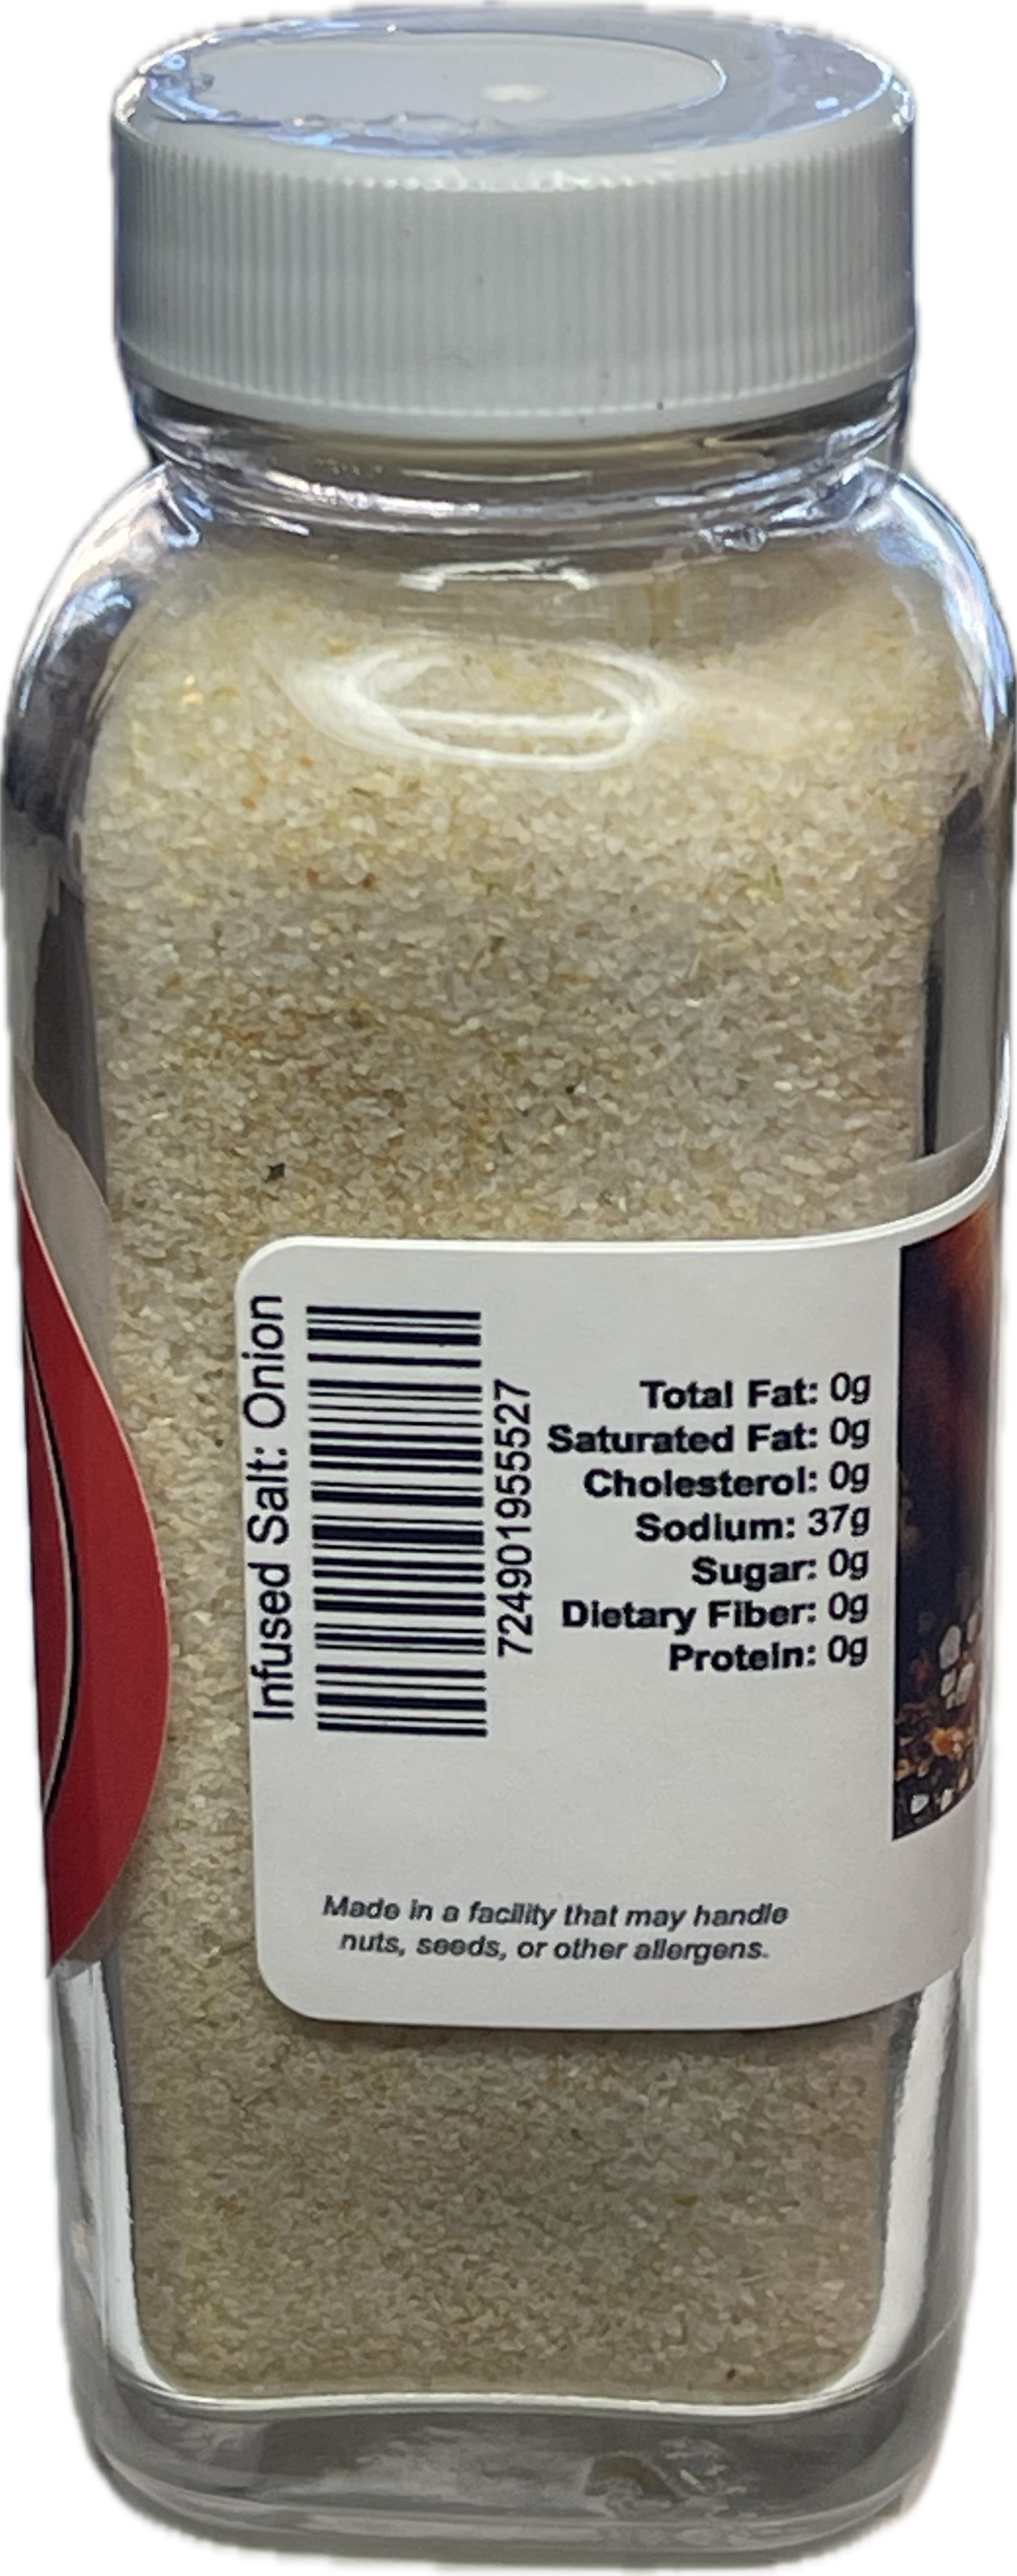 Infused Salt: Onion
724901955527
Total Fat: 0g
Saturated Fat: 0g
Cholesterol: 0g
Sodium: 37g
Sugar: 0g
Dietary Fiber: 0g
Protein: 0g
Made in a facility that may handle
nuts, seeds, or other allergens.